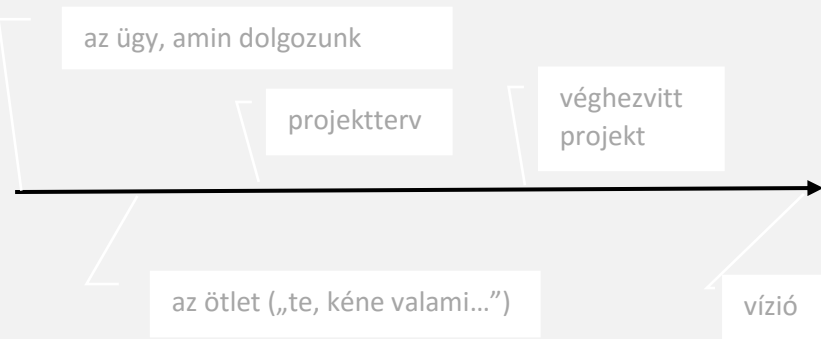 az ügy, amin dolgozunk
projektterv
véghezvitt
projekt
az ötlet („te, kéne valami…”)
vízió